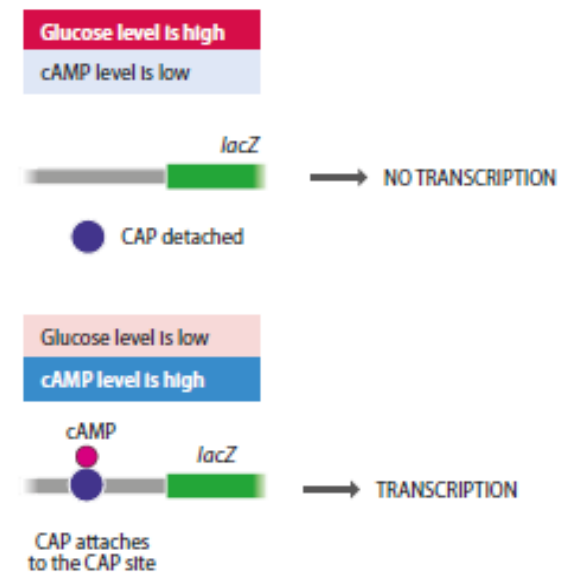 Glucose level is high
cAMP level is low
lacZ
NO TRANSCRIPTION
CAP detached
Glucose level is low
cAMP level is high
cAMP
lacZ
TRANSCRIPTION
CAP attaches
to the CAP site